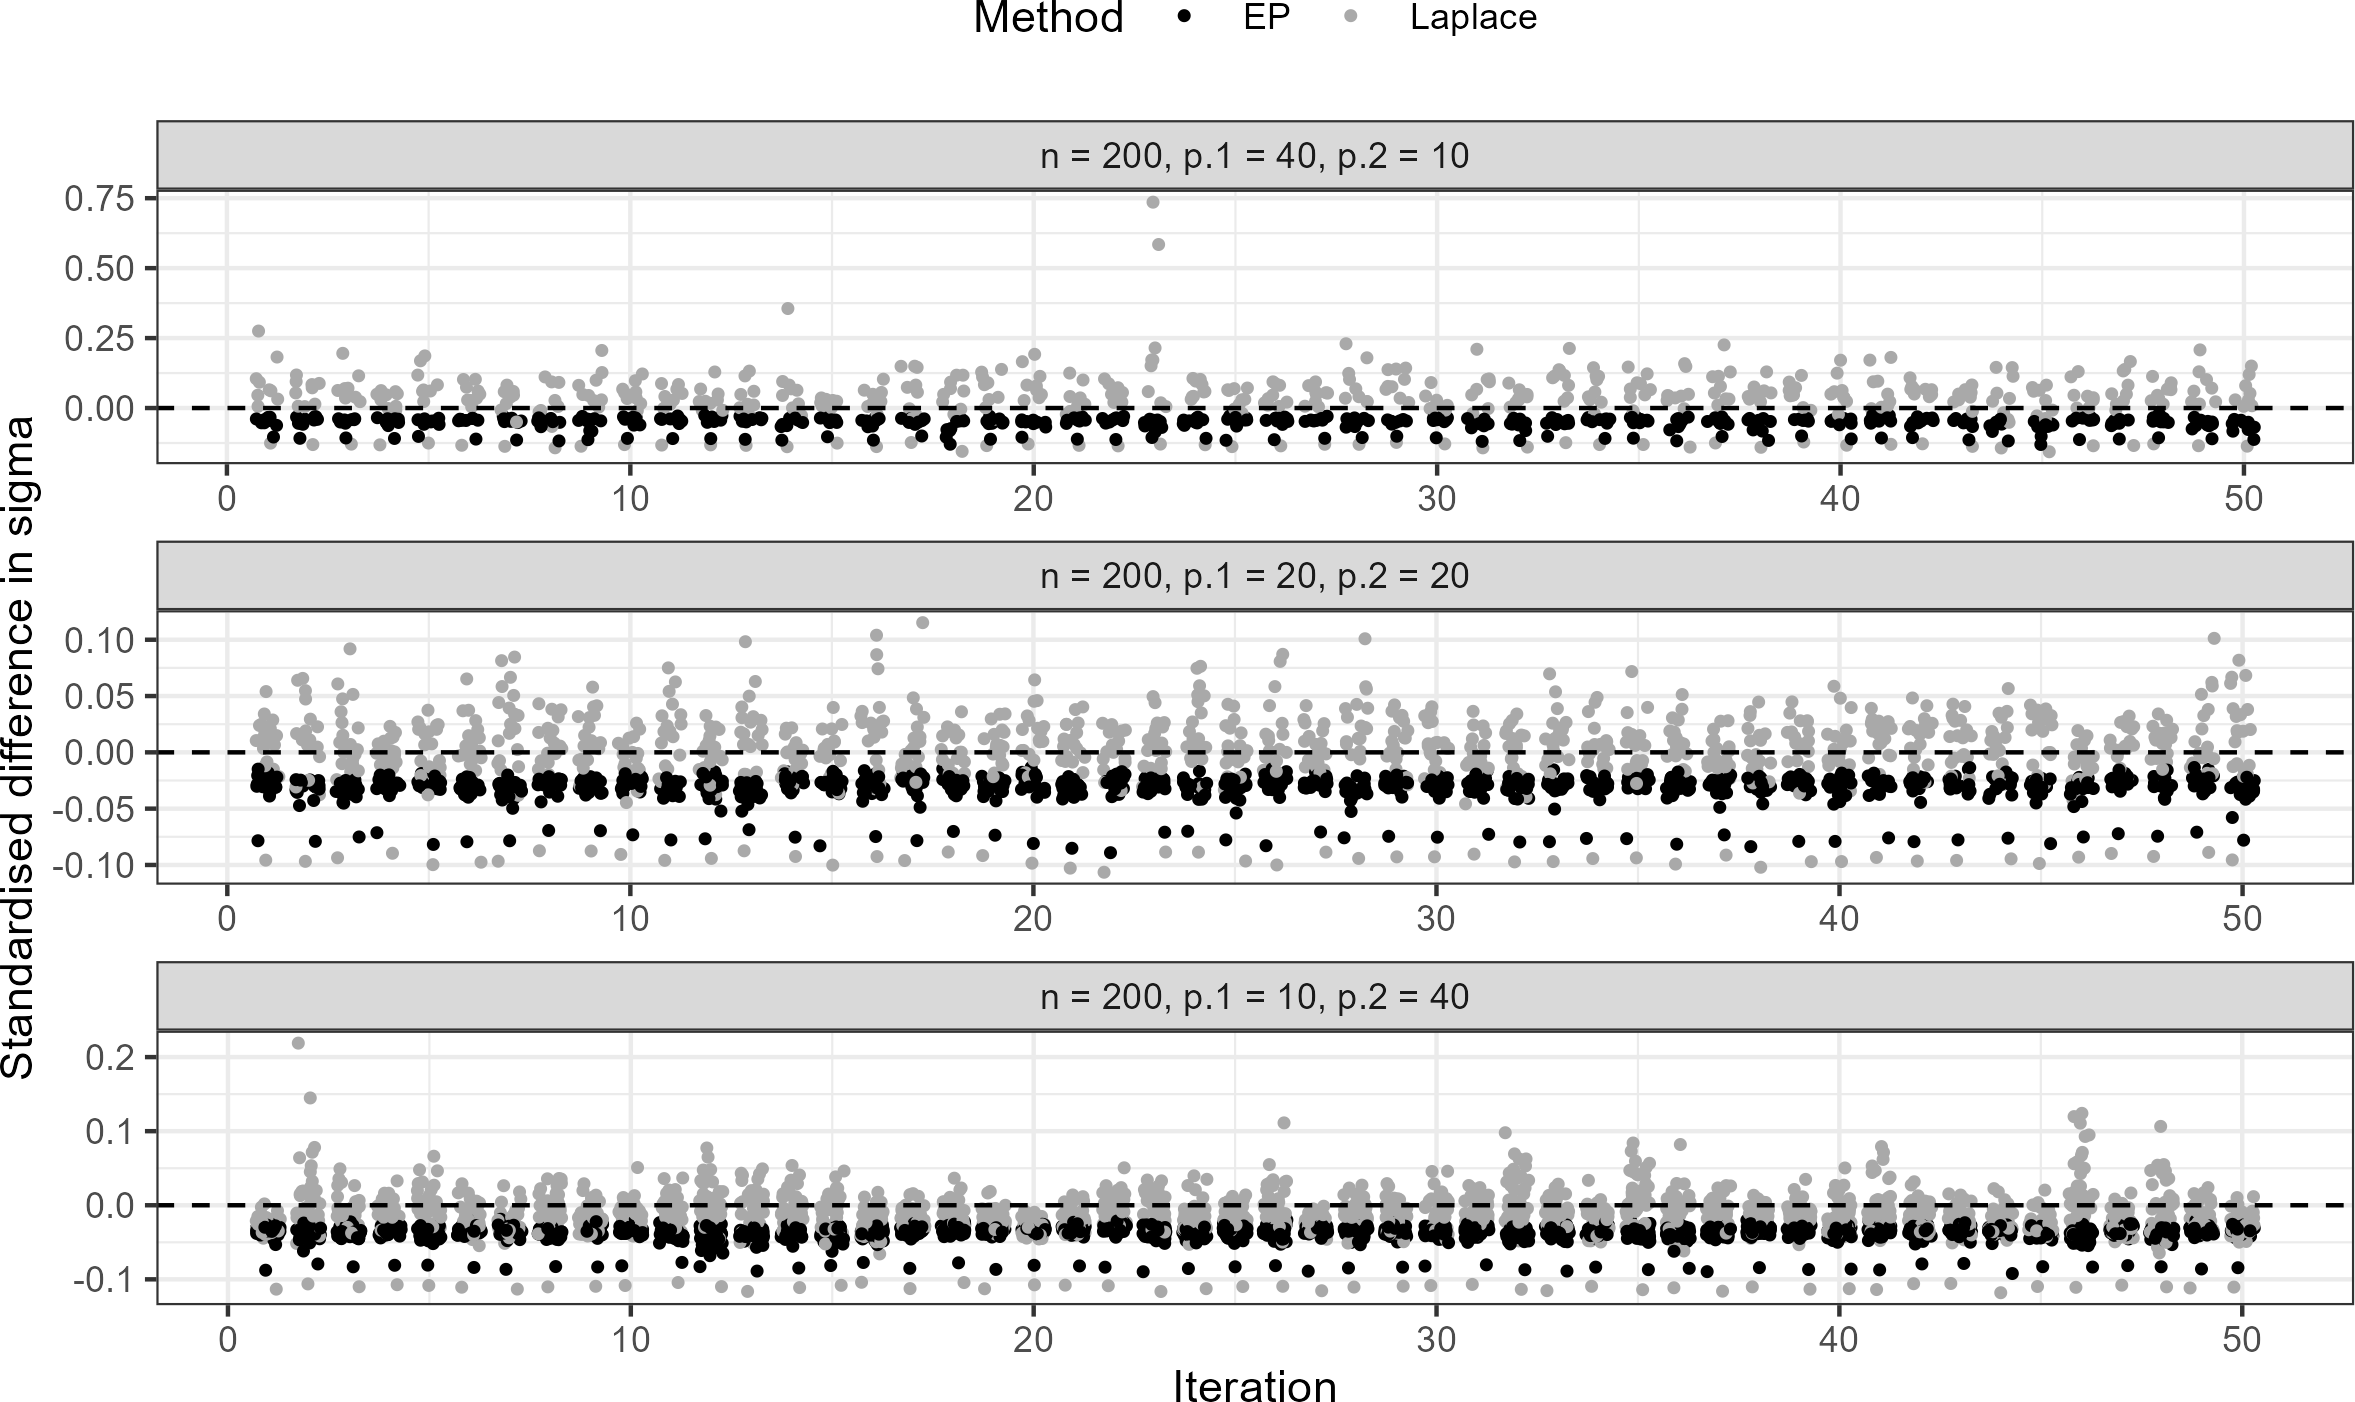 Method EP Laplace
Standardised difference in sigma
n = 200, p.1 = 40, p.2 = 10
0.75
0.50
0.25
0.00
0 10 20 30 40 50
n = 200, p.1 = 20, p.2 = 20
0.10
0.05
0.00
-0.05
-0.10
0 10 20 30 40 50
n = 200, p.1 = 10, p.2 = 40
0.2
0.1
0.0
-0.1
0 10 20 30 40 50
Iteration